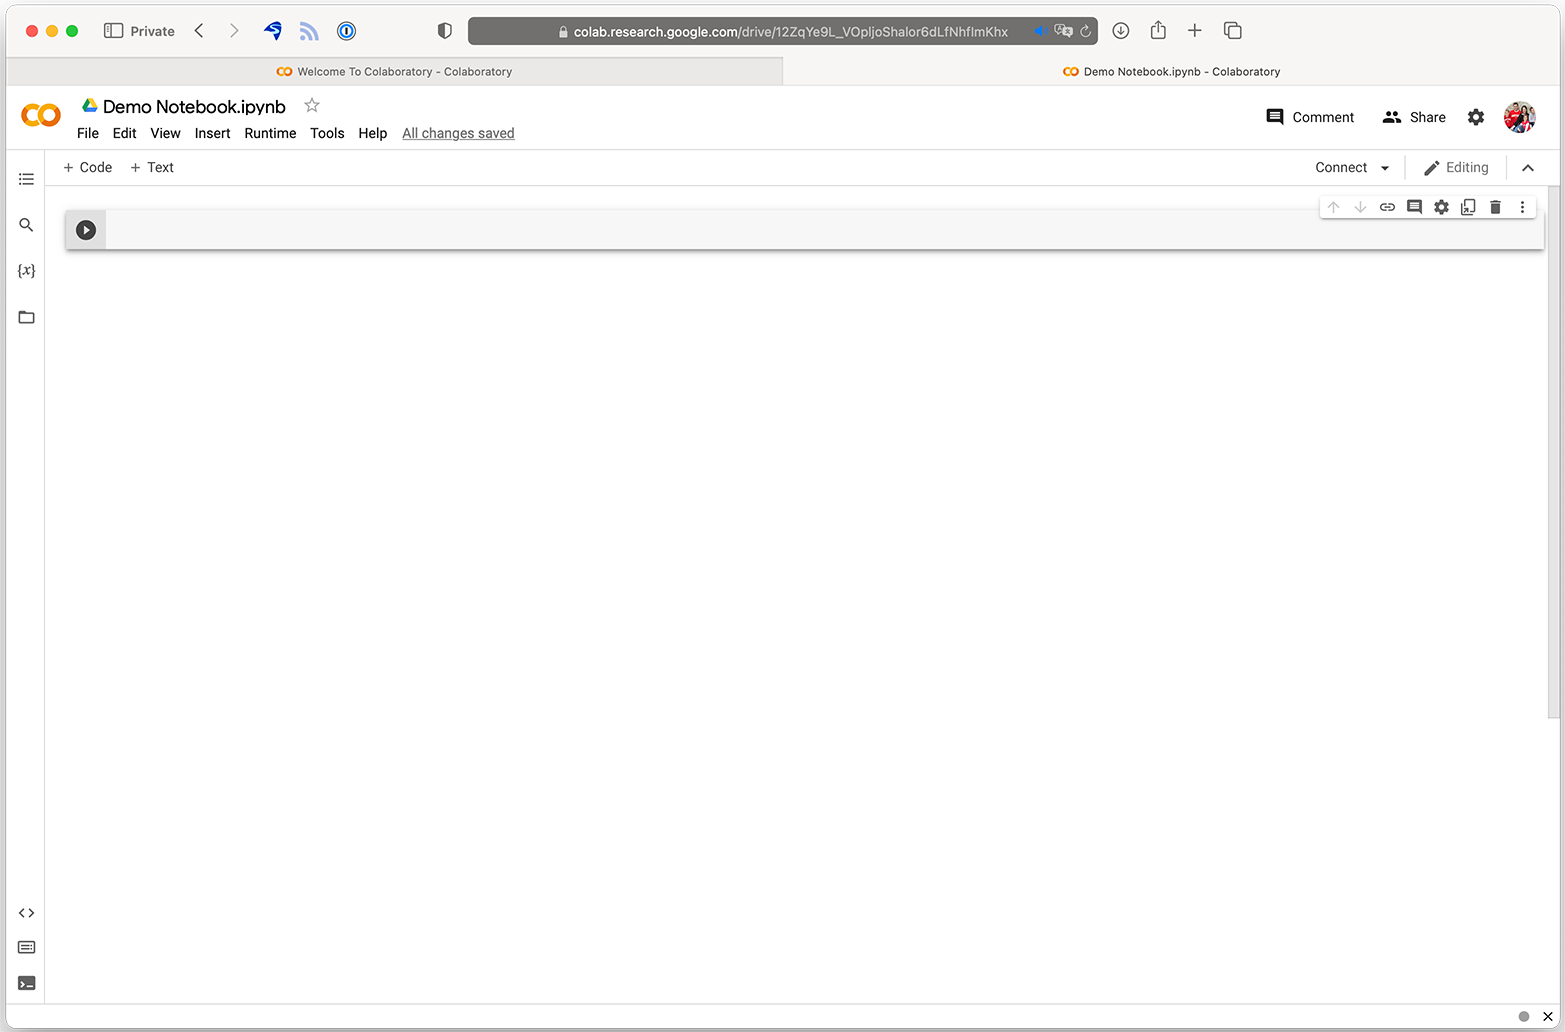 Private
colab.research.google.com/drive/12ZqYe9L_VOpljoShalor6dLfNhflmKhx
Welcome To Colaboratory - Colaboratory
Demo Notebook.ipynb - Colaboratory
Demo Notebook.ipynb
Comment
Share
File Edit View Insert Runtime Tools Help All changes saved
+ Code + Text
Connect
Editing
{x}